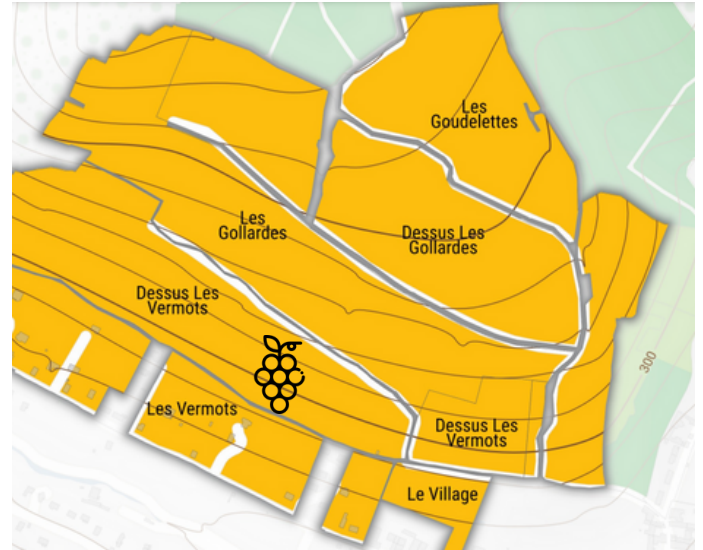 Les
Goudelettes
Les
Gollardes
Dessus Les
Gollardes
Dessus Les
Vermots
300
Les Vermots
Dessus Les
Vermots
Le Village